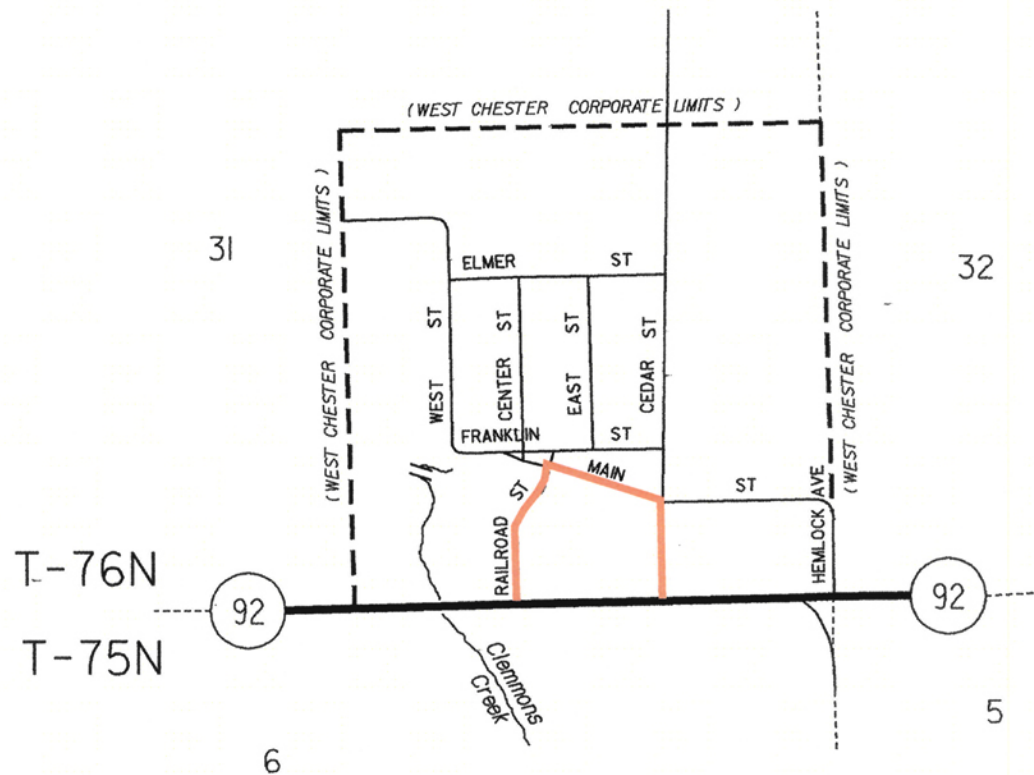 (WEST CHESTER CORPORATE LIMITS)
(WEST CHESTER CORPORATE LIMITS)
(WEST CHESTER CORPORATE LIMITS)
31
32
ELMER ST
WEST ST
CENTER ST
EAST ST
CEDAR ST
FRANKLIN ST
MAIN ST
RAILROAD ST
HEMLOCK AVE
T-76N
92
92
T-75N
Clemmons
Creek
5
6